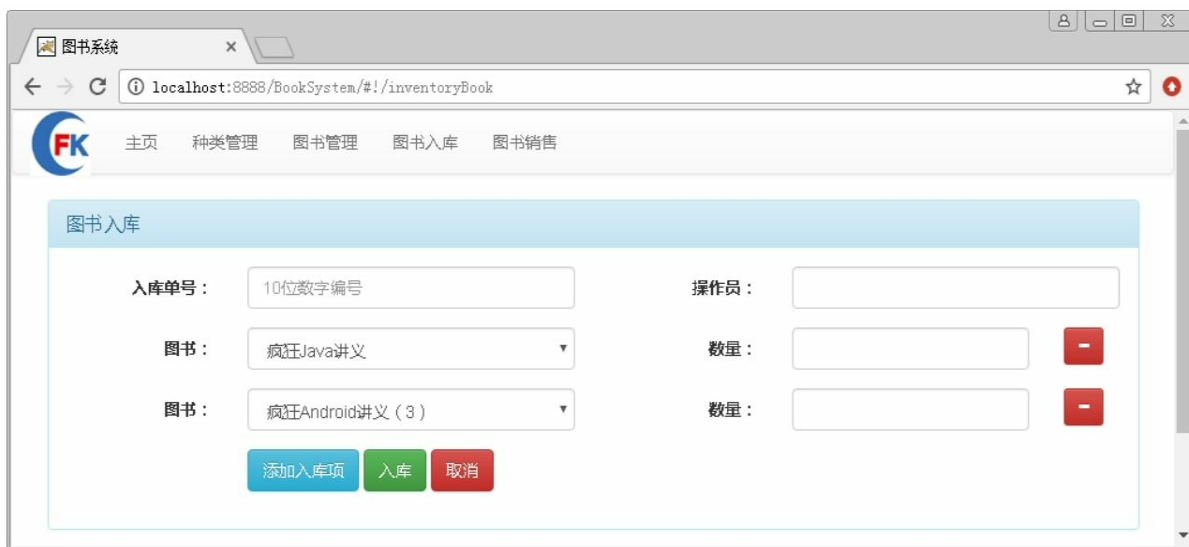 图书系统
localhost:8888/BookSystem/#!/inventoryBook
FK 主页 种类管理 图书管理 图书入库 图书销售
图书入库
入库单号： 10位数字编号 操作员：
图书： 疯狂Java讲义 数量： -
图书： 疯狂Android讲义（3） 数量： -
添加入库项 入库 取消